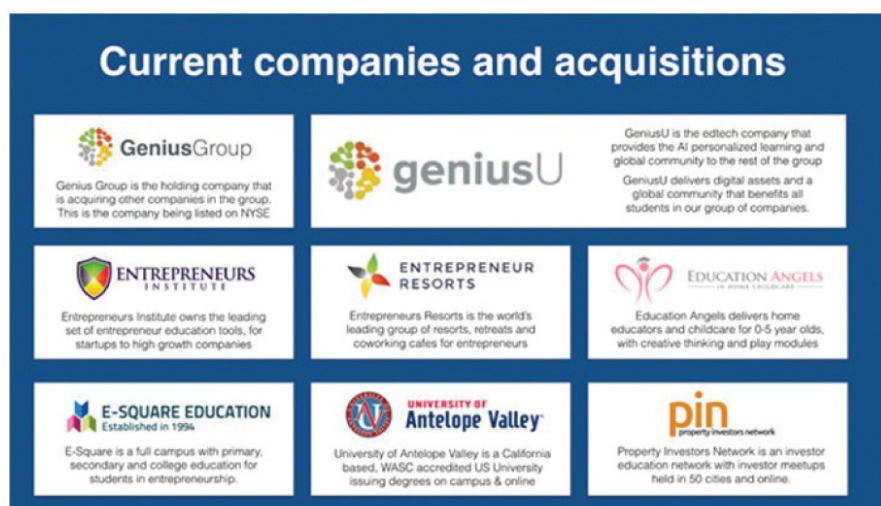 Current companies and acquisitions
GeniusGroup
Genius Group is the holding company that
is acquiring other companies in the group.
This is the company being listed on NYSE
geniusU
GeniusU is the edtech company that
provides the AI personalized learning and
global community to the rest of the group
GeniusU delivers digital assets and a
global community that benefits all
students in our group of companies.
ENTREPRENEURS
INSTITUTE
Entrepreneurs Institute owns the leading
set of entrepreneur education tools, for
startups to high growth companies
ENTREPRENEUR
RESORTS
Entrepreneurs Resorts is the world's
leading group of resorts, retreats and
coworking cafes for entrepreneurs
EDUCATION ANGELS
IN HOME CHILDCARE
Education Angels delivers home
educators and childcare for 0-5 year olds,
with creative thinking and play modules
E-SQUARE EDUCATION
Established in 1994
E-Square is a full campus with primary,
secondary and college education for
students in entrepreneurship.
UNIVERSITY OF
Antelope Valley
University of Antelope Valley is a California
based, WASC accredited US University
issuing degrees on campus & online
pin
property investors network
Property Investors Network is an investor
education network with investor meetups
held in 50 cities and online.